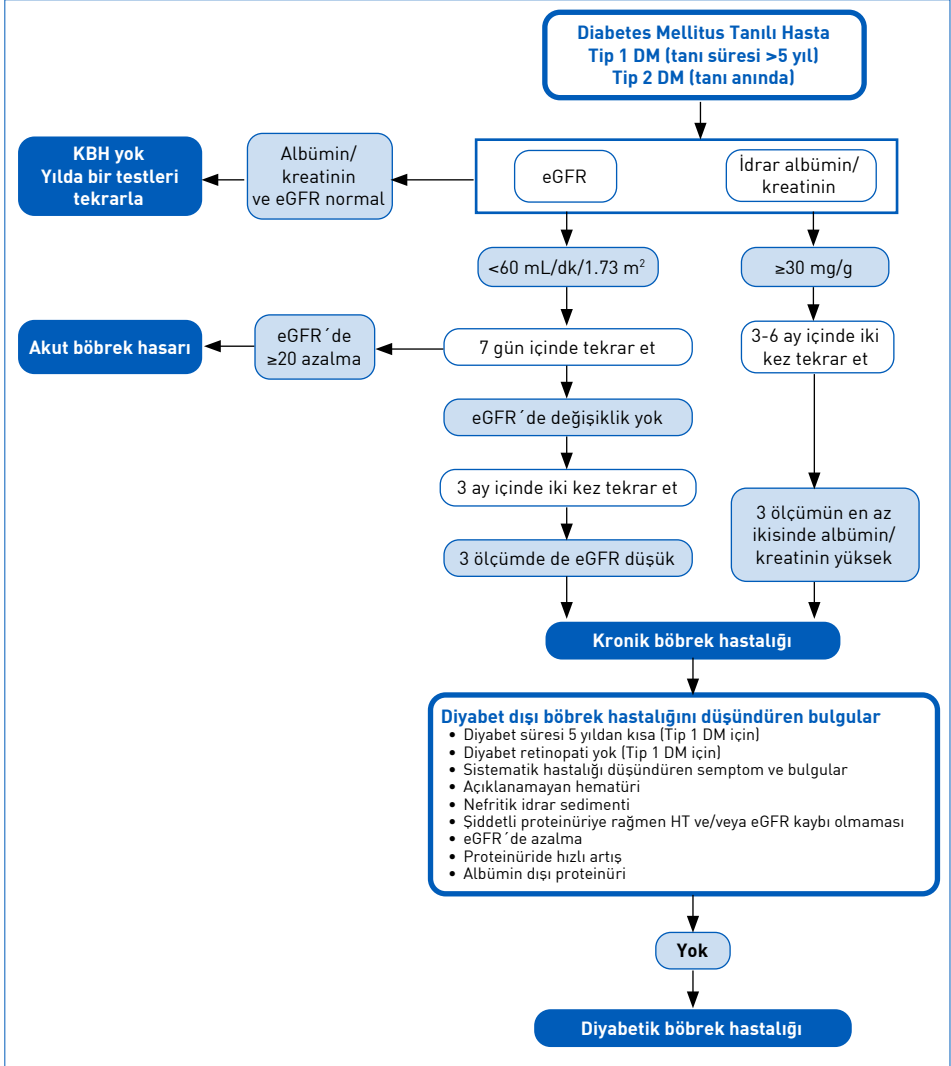 Diabetes Mellitus Tanılı Hasta
Tip 1 DM (tanı süresi >5 yıl)
Tip 2 DM (tanı anında)
KBH yok
Yılda bir testleri
tekrarla
Albümin/
kreatinin
ve eGFR normal
eGFR
İdrar albümin/
kreatinin
<60 mL/dk/1.73 m²
≥30 mg/g
Akut böbrek hasarı
eGFR´de
≥20 azalma
7 gün içinde tekrar et
3-6 ay içinde iki
kez tekrar et
eGFR´de değişiklik yok
3 ay içinde iki kez tekrar et
3 ölçümde de eGFR düşük
3 ölçümün en az
ikisinde albümin/
kreatinin yüksek
Kronik böbrek hastalığı
Diyabet dışı böbrek hastalığını düşündüren bulgular
• Diyabet süresi 5 yıldan kısa (Tip 1 DM için)
• Diyabet retinopati yok (Tip 1 DM için)
• Sistematik hastalığı düşündüren semptom ve bulgular
• Açıklanamayan hematüri
• Nefritik idrar sedimenti
• Şiddetli proteinüriye rağmen HT ve/veya eGFR kaybı olmaması
• eGFR´de azalma
• Proteinüride hızlı artış
• Albümin dışı proteinüri
Yok
Diyabetik böbrek hastalığı